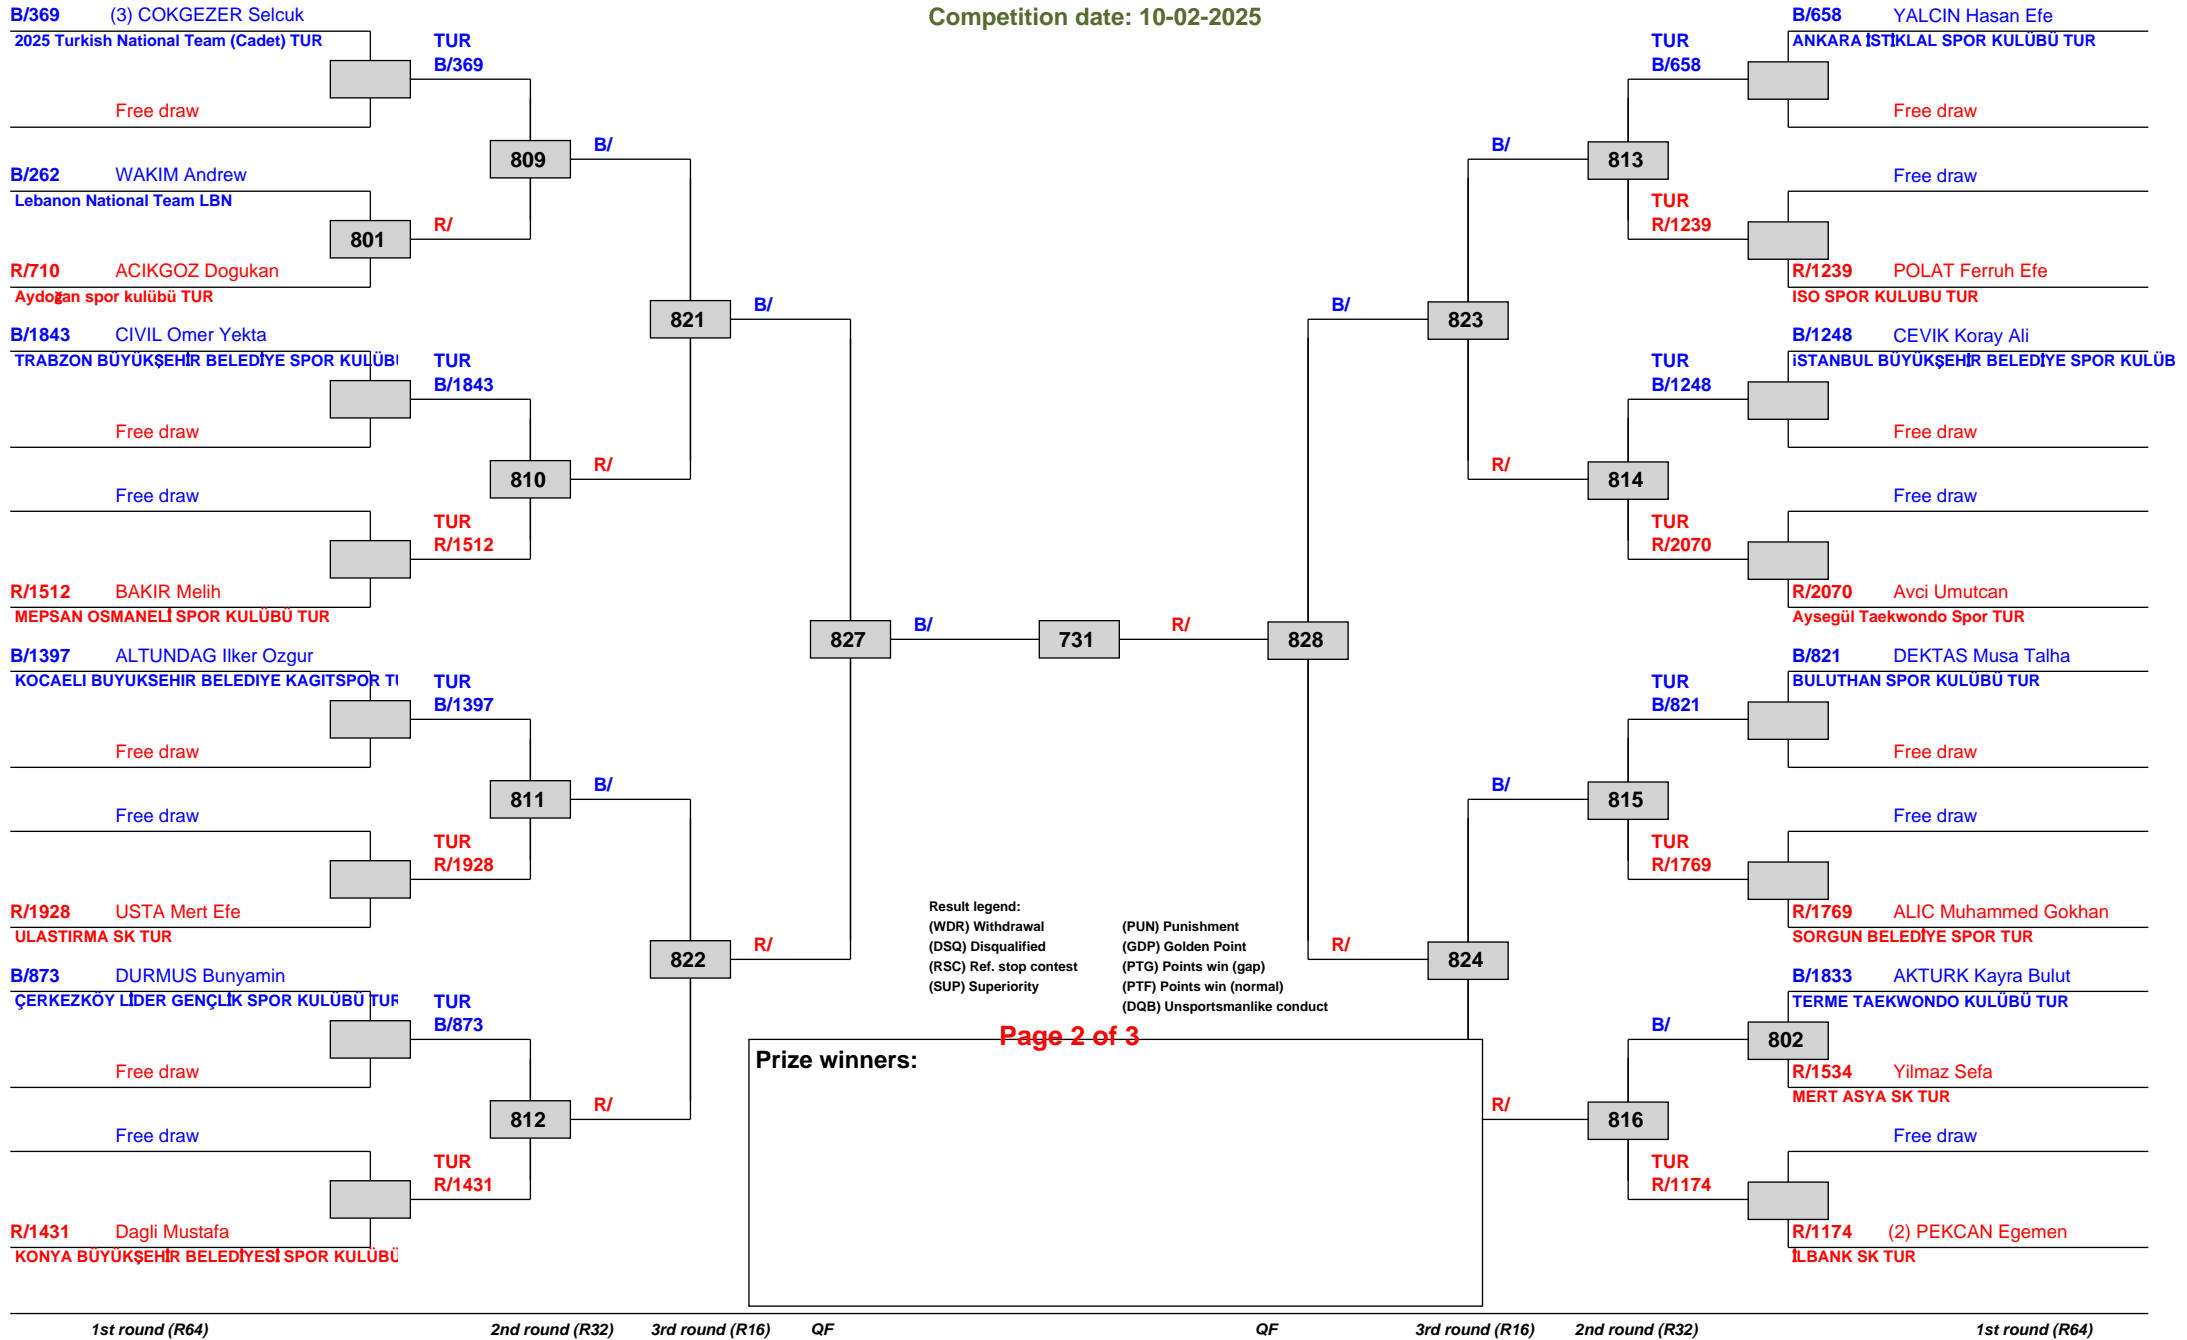 Competition date: 10-02-2025
B/369 (3) COKGEZER Selcuk
2025 Turkish National Team (Cadet) TUR
TUR
B/369
Free draw
809
B/
B/262 WAKIM Andrew
Lebanon National Team LBN
801
R/
R/710 ACIKGOZ Dogukan
Aydoğan spor kulübü TUR
821
B/
B/1843 CIVIL Omer Yekta
TRABZON BÜYÜKŞEHİR BELEDİYE SPOR KULÜBÜ
TUR
B/1843
Free draw
810
R/
Free draw
TUR
R/1512
R/1512 BAKIR Melih
MEPSAN OSMANELİ SPOR KULÜBÜ TUR
827
B/
731
R/
828
B/1397 ALTUNDAG Ilker Ozgur
KOCAELI BUYUKSEHIR BELEDIYE KAGITSPOR TU
TUR
B/1397
Free draw
811
B/
Free draw
TUR
R/1928
R/1928 USTA Mert Efe
ULASTIRMA SK TUR
822
R/
B/873 DURMUS Bunyamin
ÇERKEZKÖY LİDER GENÇLİK SPOR KULÜBÜ TUR
TUR
B/873
Free draw
812
R/
Free draw
TUR
R/1431
R/1431 Dagli Mustafa
KONYA BÜYÜKŞEHİR BELEDİYESİ SPOR KULÜBÜ
B/658 YALCIN Hasan Efe
ANKARA İSTİKLAL SPOR KULÜBÜ TUR
TUR
B/658
Free draw
B/
813
Free draw
TUR
R/1239
R/1239 POLAT Ferruh Efe
ISO SPOR KULUBU TUR
B/
823
B/1248 CEVIK Koray Ali
iSTANBUL BÜYÜKŞEHİR BELEDİYE SPOR KULÜB
TUR
B/1248
Free draw
R/
814
Free draw
TUR
R/2070
R/2070 Avci Umutcan
Aysegül Taekwondo Spor TUR
B/821 DEKTAS Musa Talha
BULUTHAN SPOR KULÜBÜ TUR
TUR
B/821
Free draw
B/
815
Free draw
TUR
R/1769
R/1769 ALIC Muhammed Gokhan
SORGUN BELEDİYE SPOR TUR
R/
824
B/1833 AKTURK Kayra Bulut
TERME TAEKWONDO KULÜBÜ TUR
B/
802
R/1534 Yilmaz Sefa
MERT ASYA SK TUR
R/
816
Free draw
TUR
R/1174
R/1174 (2) PEKCAN Egemen
İLBANK SK TUR
Result legend:
(WDR) Withdrawal (PUN) Punishment
(DSQ) Disqualified (GDP) Golden Point
(RSC) Ref. stop contest (PTG) Points win (gap)
(SUP) Superiority (PTF) Points win (normal)
(DQB) Unsportsmanlike conduct
Page 2 of 3
Prize winners:
1st round (R64) 2nd round (R32) 3rd round (R16) QF QF 3rd round (R16) 2nd round (R32) 1st round (R64)